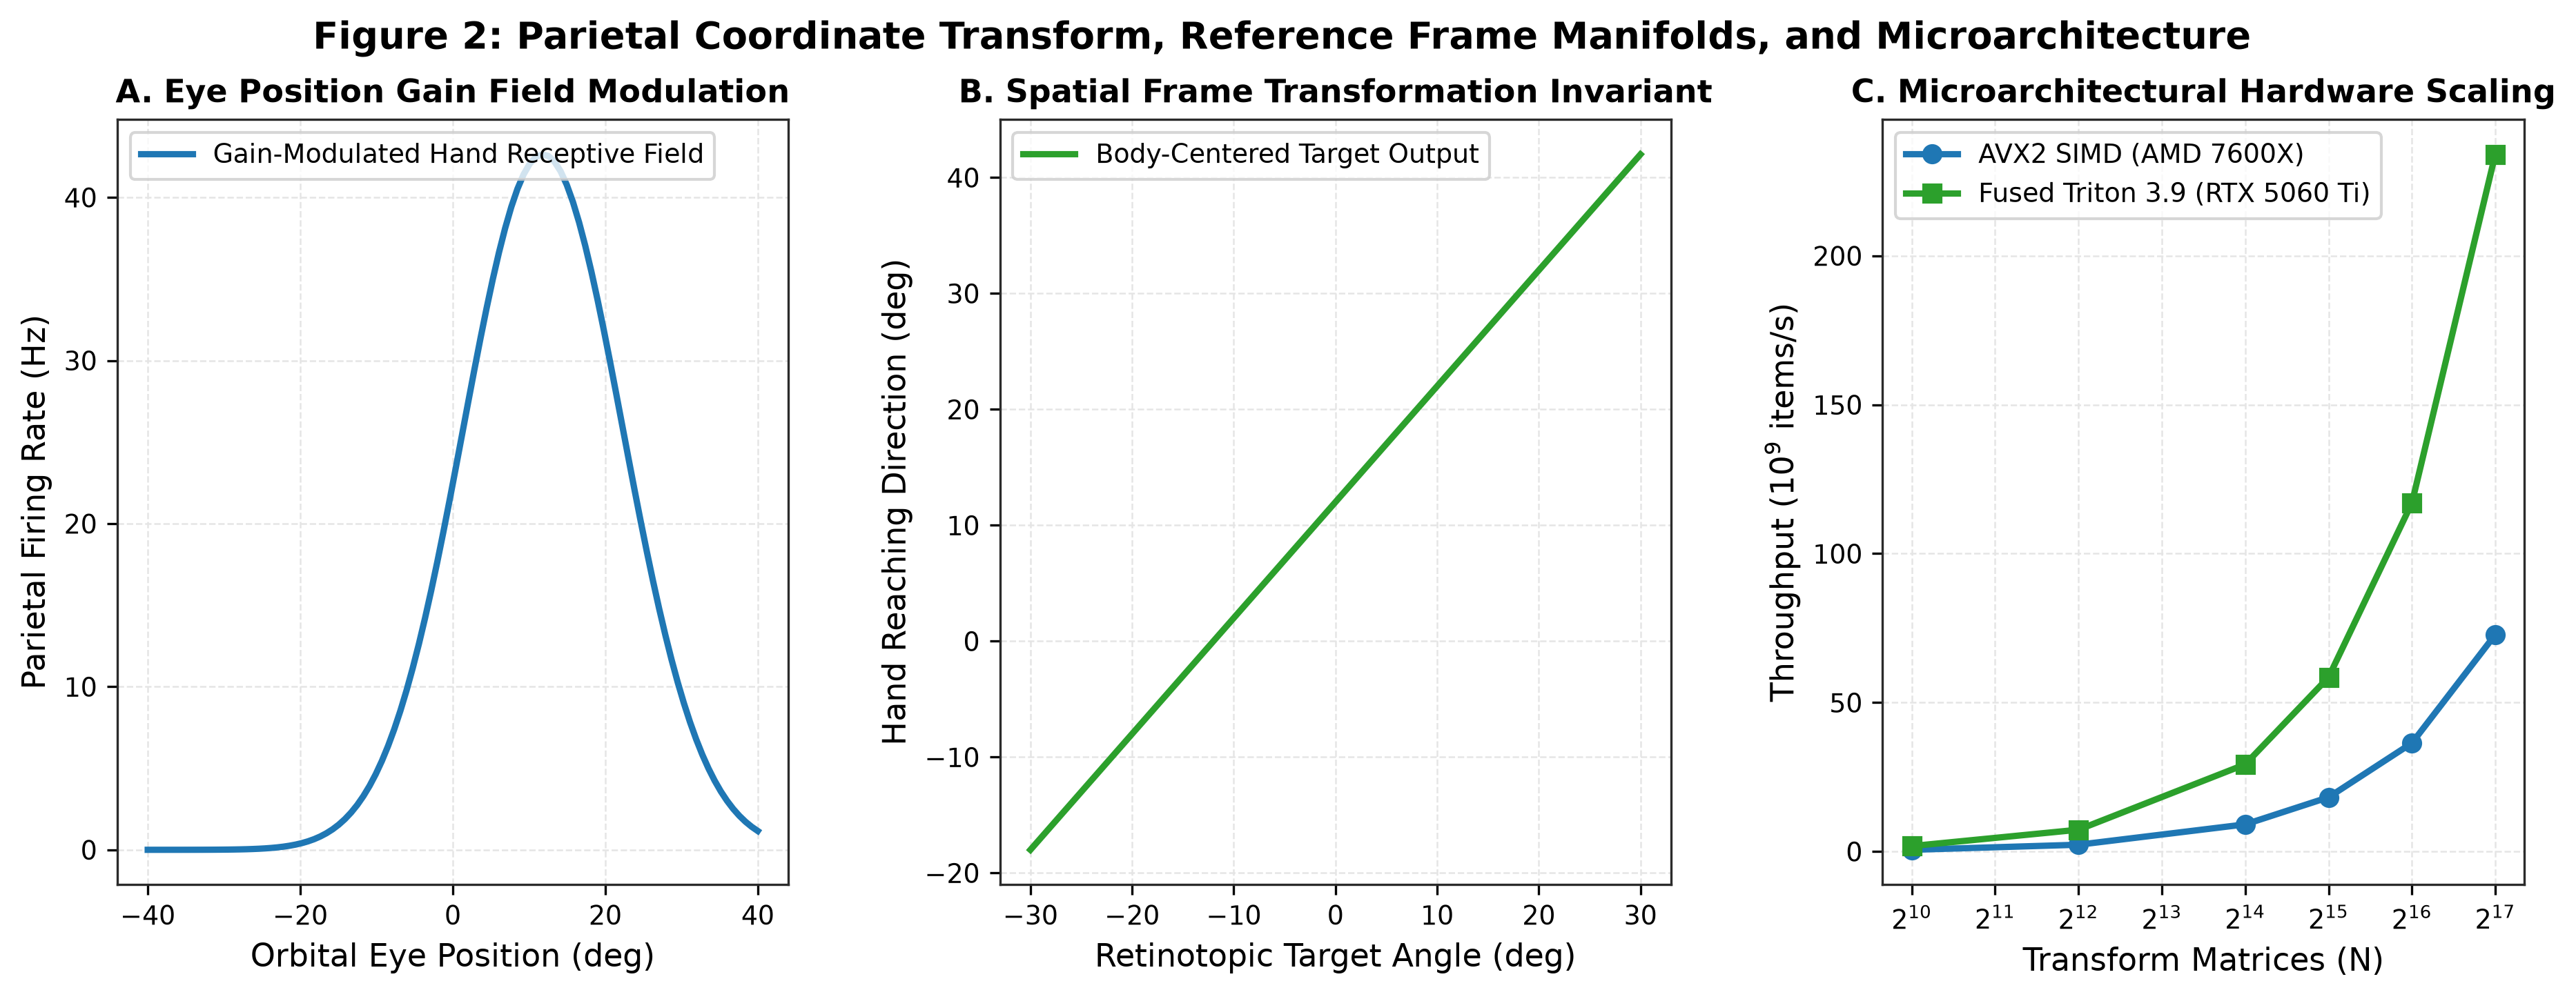 Figure 2: Parietal Coordinate Transform, Reference Frame Manifolds, and Microarchitecture
A. Eye Position Gain Field Modulation
Gain-Modulated Hand Receptive Field
Parietal Firing Rate (Hz)
40
30
20
10
0
−40
−20
0
20
40
Orbital Eye Position (deg)
B. Spatial Frame Transformation Invariant
Body-Centered Target Output
Hand Reaching Direction (deg)
40
30
20
10
0
−10
−20
−30
−20
−10
0
10
20
30
Retinotopic Target Angle (deg)
C. Microarchitectural Hardware Scaling
AVX2 SIMD (AMD 7600X)
Fused Triton 3.9 (RTX 5060 Ti)
Throughput (10⁹ items/s)
200
150
100
50
0
2¹⁰
2¹¹
2¹²
2¹³
2¹⁴
2¹⁵
2¹⁶
2¹⁷
Transform Matrices (N)